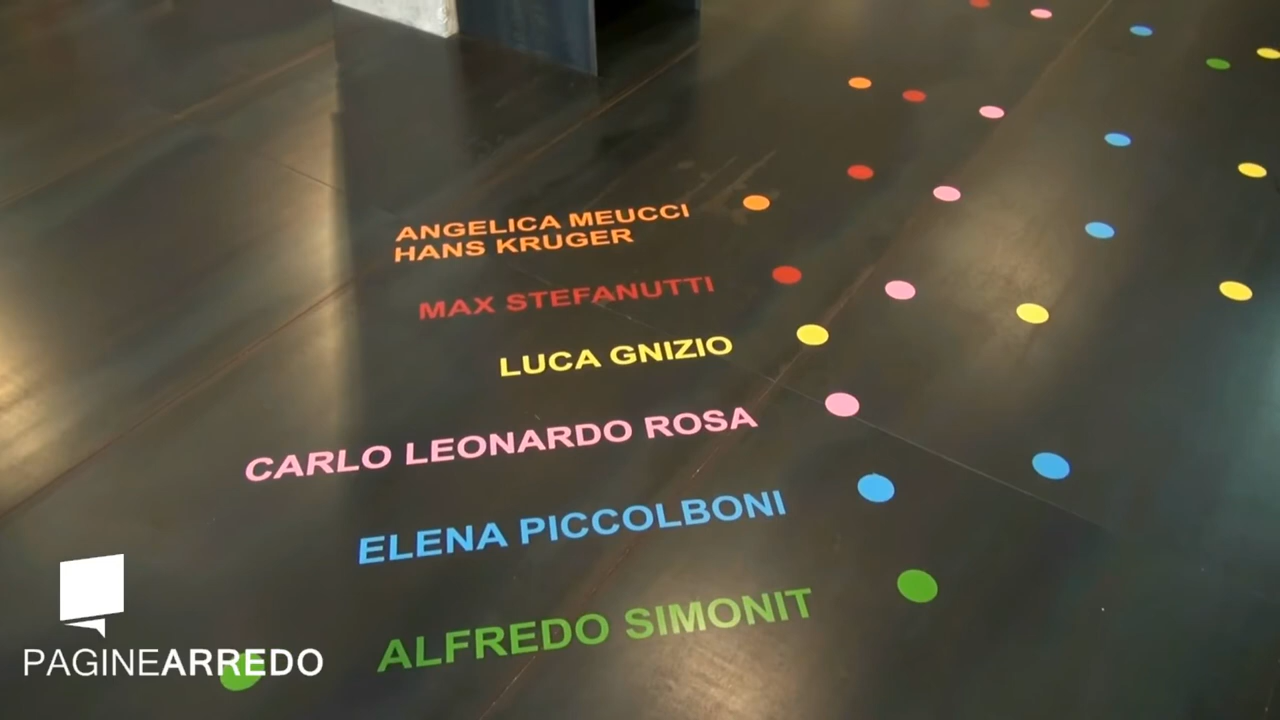 ANGELICA MEUCCI
HANS KRUGER
MAX STEFANUTTI
LUCA GNIZIO
CARLO LEONARDO ROSA
ELENA PICCOLBONI
ALFREDO SIMONIT
PAGINEARREDO